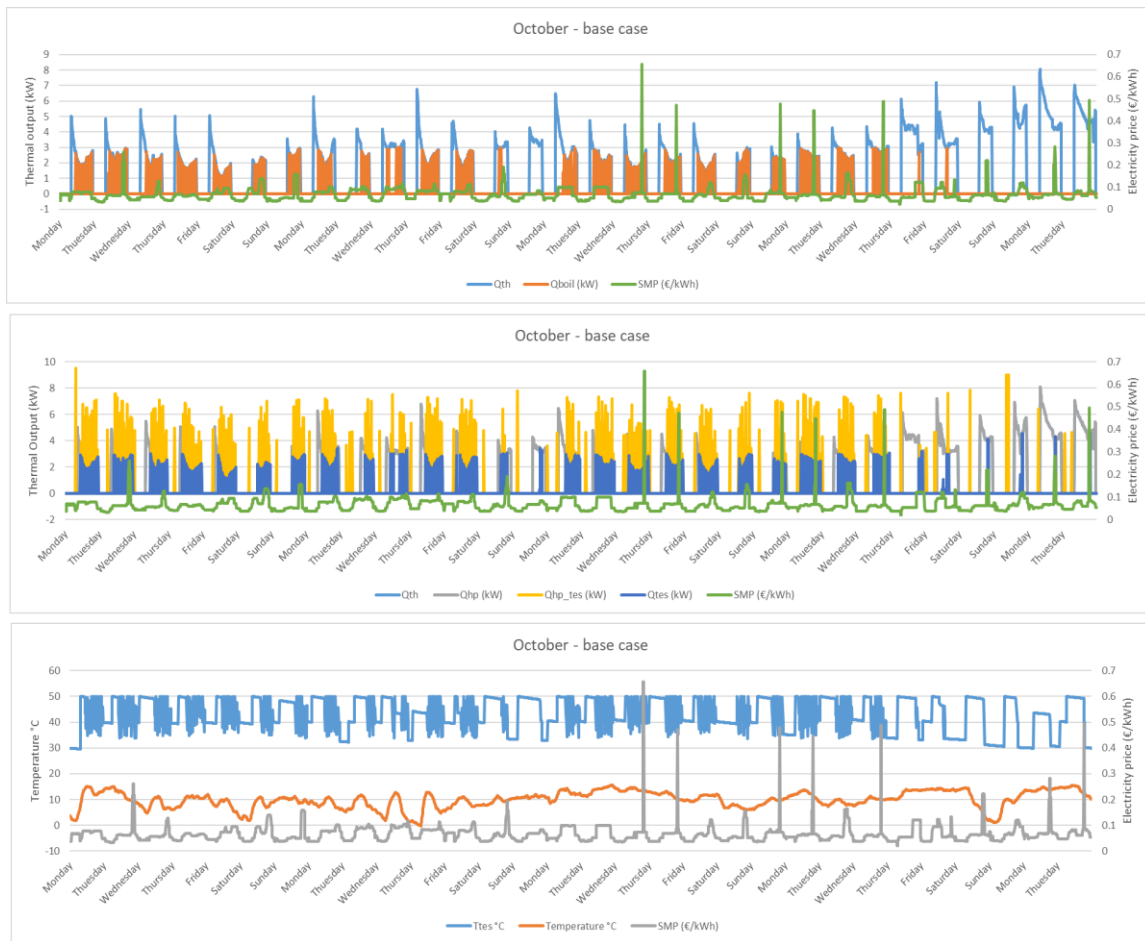 October - base case
9
8
7
6
5
4
3
2
1
0
-1
Thermal output (kW)
0.7
0.6
0.5
0.4
0.3
0.2
0.1
0
Electricity price (€/kWh)
Monday
Thuesday
Wednesday
Thursday
Friday
Saturday
Sunday
Monday
Thuesday
Wednesday
Thursday
Friday
Saturday
Sunday
Monday
Thuesday
Wednesday
Thursday
Friday
Saturday
Sunday
Monday
Thuesday
Wednesday
Thursday
Friday
Saturday
Sunday
Monday
Thuesday
Qth Qboil (kW) SMP (€/kWh)
October - base case
10
8
6
4
2
0
-2
Thermal Output (kW)
0.7
0.6
0.5
0.4
0.3
0.2
0.1
0
Electricity price (€/kWh)
Monday
Thuesday
Wednesday
Thursday
Friday
Saturday
Sunday
Monday
Thuesday
Wednesday
Thursday
Friday
Saturday
Sunday
Monday
Thuesday
Wednesday
Thursday
Friday
Saturday
Sunday
Monday
Thuesday
Wednesday
Thursday
Friday
Saturday
Sunday
Monday
Thuesday
Qth Qhp (kW) Qhp_tes (kW) Qtes (kW) SMP (€/kWh)
October - base case
60
50
40
30
20
10
0
-10
Temperature °C
0.7
0.6
0.5
0.4
0.3
0.2
0.1
0
Electricity price (€/kWh)
Monday
Thuesday
Wednesday
Thursday
Friday
Saturday
Sunday
Monday
Thuesday
Wednesday
Thursday
Friday
Saturday
Sunday
Monday
Thuesday
Wednesday
Thursday
Friday
Saturday
Sunday
Monday
Thuesday
Wednesday
Thursday
Friday
Saturday
Sunday
Monday
Thuesday
Ttes °C Temperature °C SMP (€/kWh)